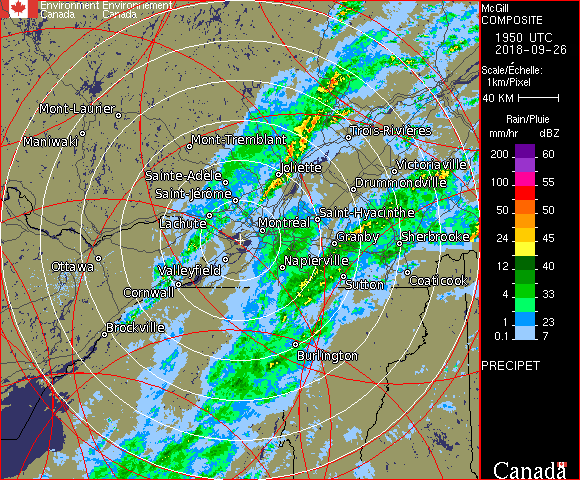 Environment Environnement
Canada Canada
McGill
COMPOSITE
1950 UTC
2018-09-26
Scale/Échelle:
1km/Pixel
40 KM
Rain/Pluie
mm/hr dBZ
200 60
100 55
50 50
24 45
12 40
4 33
1 23
0.1 7
PRECIPET
Canada
Mont-Laurier
Maniwaki
Mont-Tremblant
Trois-Rivières
Victoriaville
Joliette
Sainte-Adèle
Drummondville
Saint-Jérôme
Lachute
Montréal
Saint-Hyacinthe
Granby
Sherbrooke
Ottawa
Valleyfield
Napierville
Cornwall
Sutton
Coaticook
Brockville
Burlington